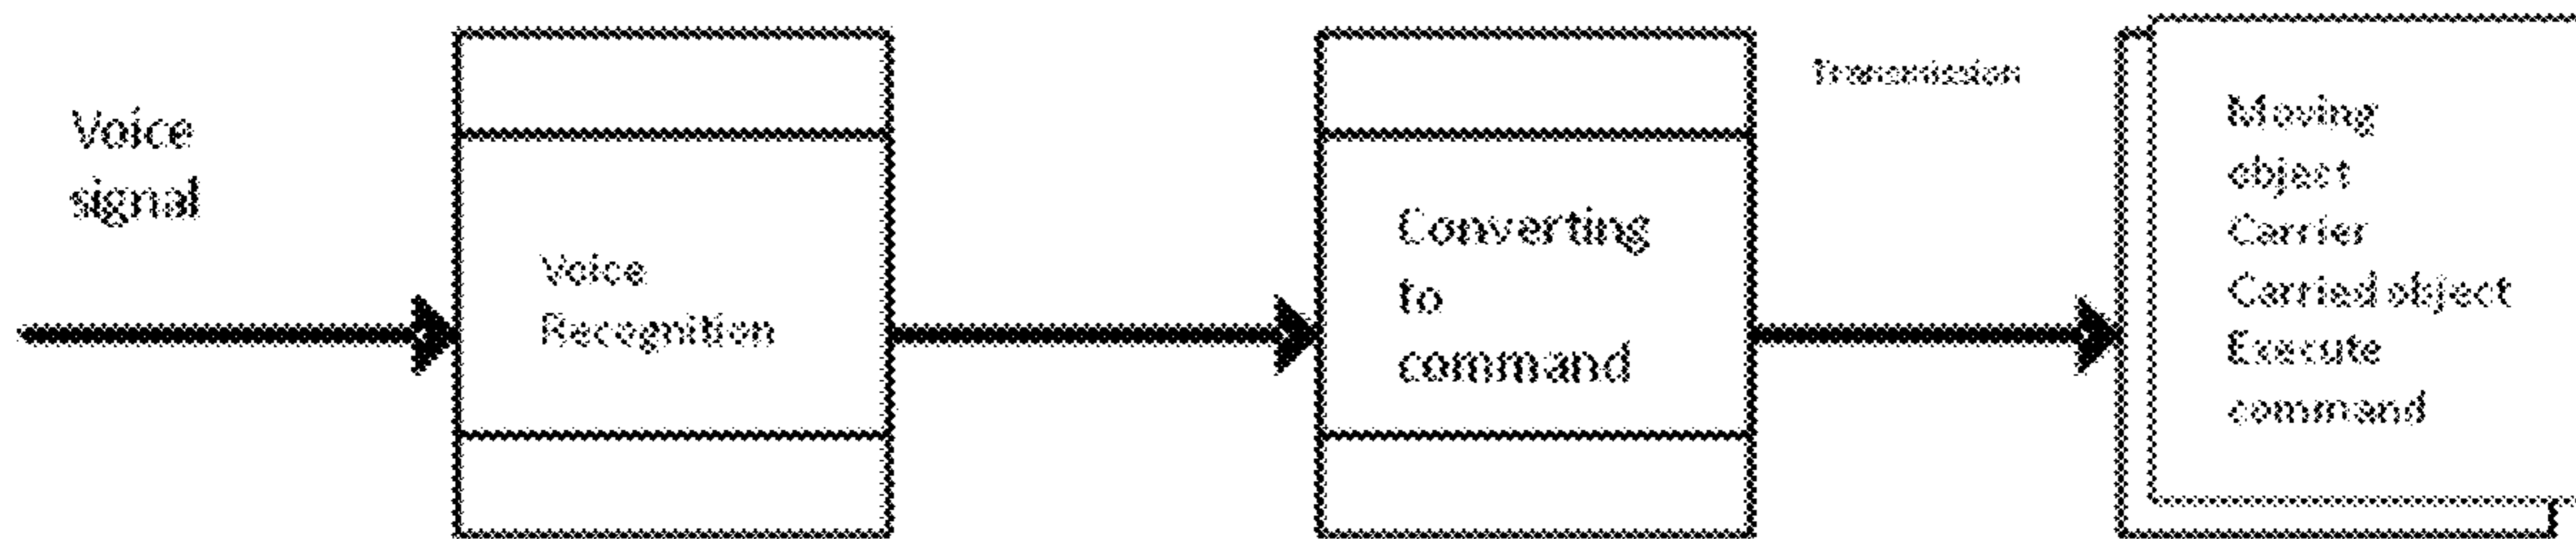 Voice
signal
Voice
Recognition
Converting
to
command
Transmission
Moving
object
Carrier
Carried object
Execute
command